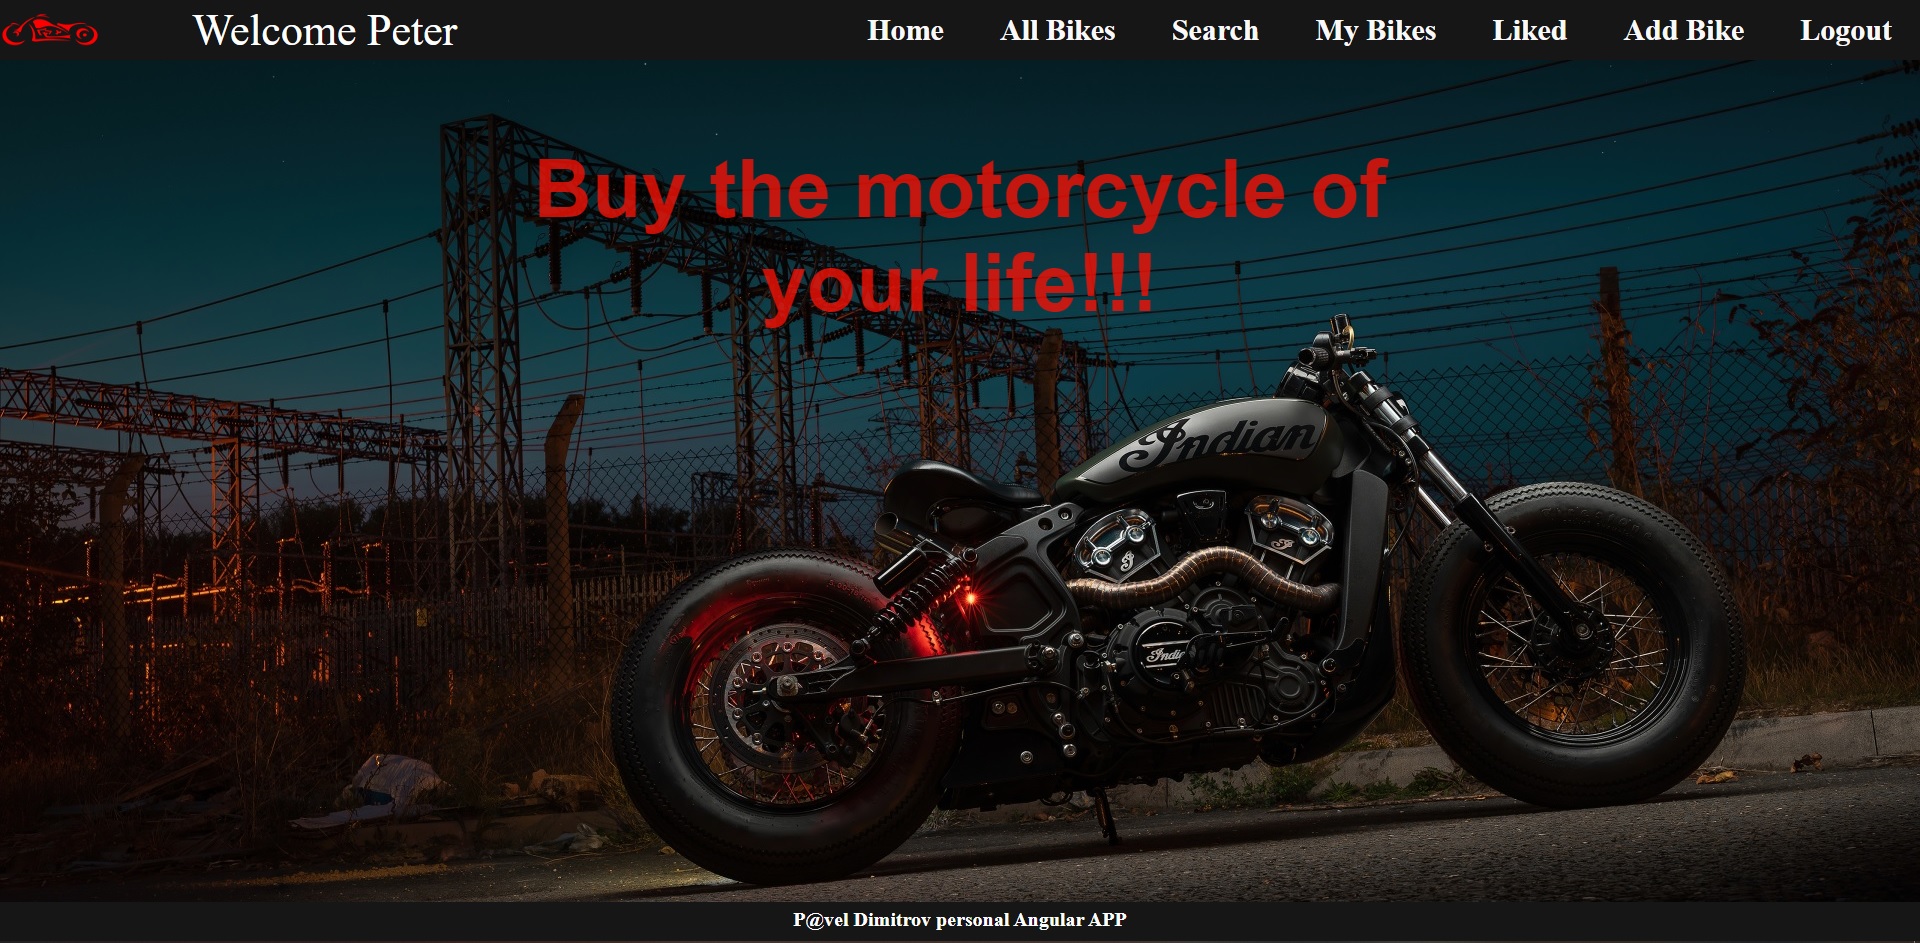 Welcome Peter
Home All Bikes Search My Bikes Liked Add Bike Logout
Buy the motorcycle of
your life!!!
Indian
P@vel Dimitrov personal Angular APP